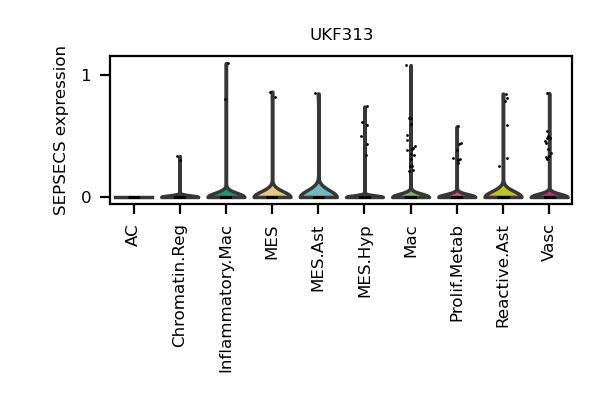 UKF313
SEPSECS expression
1
0
AC
Chromatin.Reg
Inflammatory.Mac
MES
MES.Ast
MES.Hyp
Mac
Prolif.Metab
Reactive.Ast
Vasc